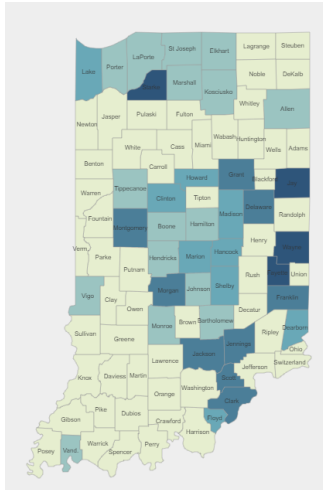 St Joseph
Elkhart
Lagrange
Steuben
LaPorte
Lake
Porter
Noble
DeKalb
Marshall
Kosciusko
Starke
Whitley
Allen
Jasper
Pulaski
Fulton
Newton
Wabash
Huntington
Miami
White
Cass
Wells
Adams
Benton
Carroll
Grant
Blackford
Jay
Howard
Warren
Tippecanoe
Clinton
Tipton
Delaware
Randolph
Madison
Fountain
Montgomery
Boone
Hamilton
Henry
Wayne
Verm.
Parke
Hendricks
Marion
Hancock
Putnam
Rush
Fayette
Union
Shelby
Morgan
Johnson
Vigo
Clay
Franklin
Owen
Decatur
Monroe
Brown
Bartholomew
Dearborn
Sullivan
Greene
Ripley
Jennings
Ohio
Jackson
Switzerland
Lawrence
Jefferson
Knox
Daviess
Martin
Scott
Washington
Orange
Clark
Pike
Dubios
Gibson
Crawford
Floyd
Harrison
Perry
Warrick
Posey
Vand.
Spencer